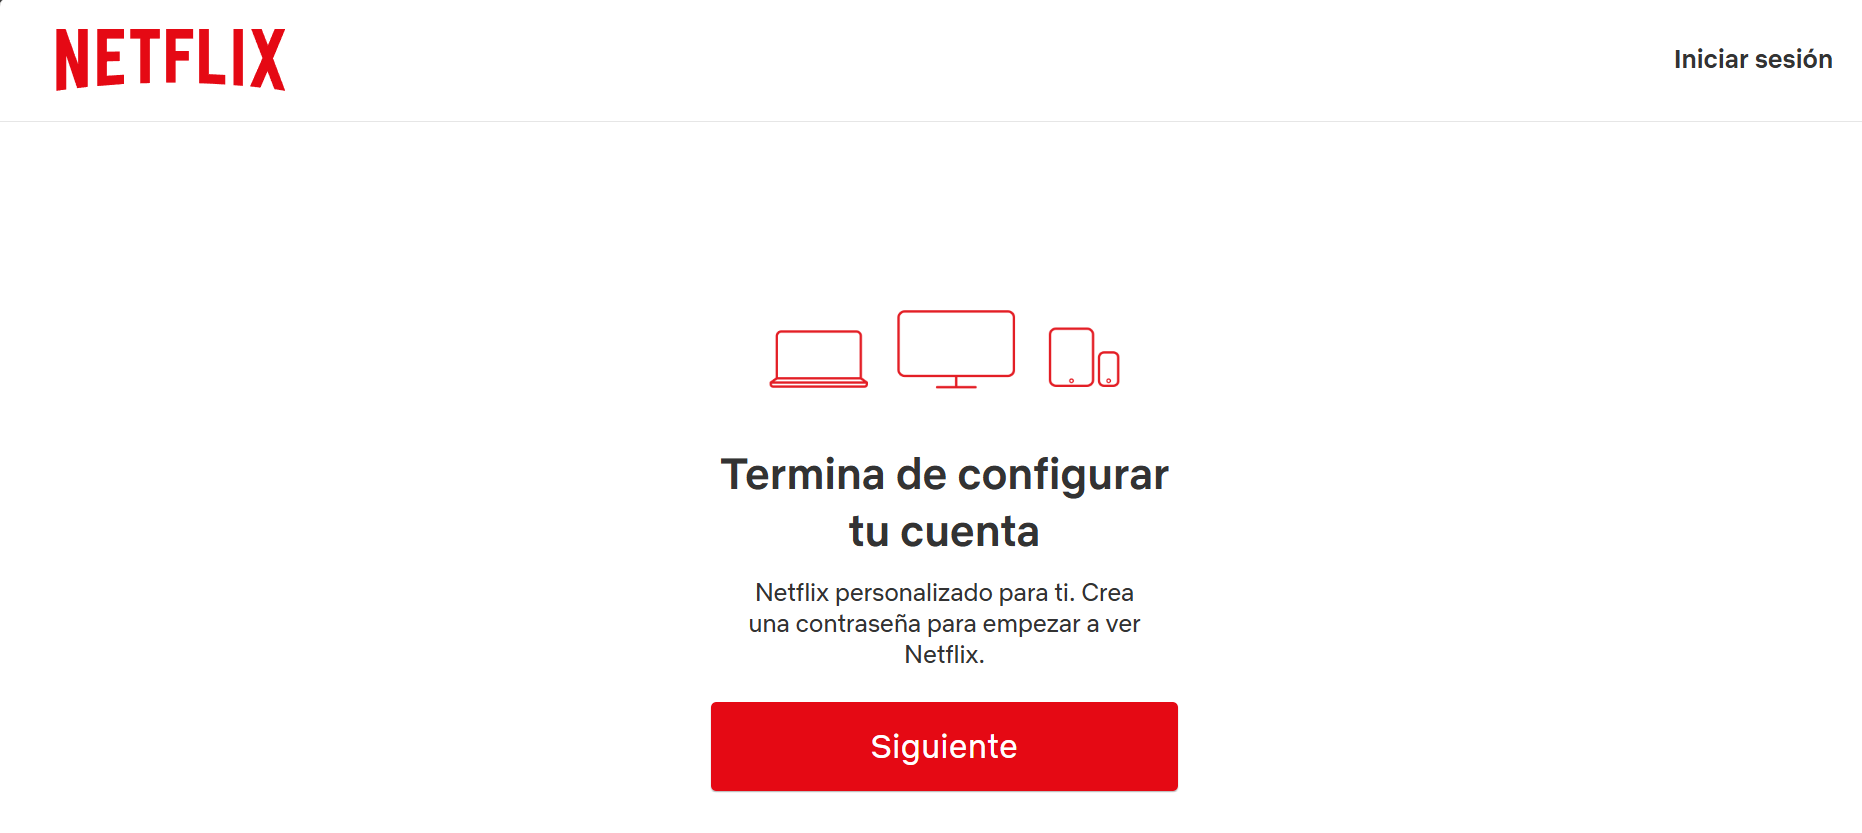 NETFLIX
Iniciar sesión
Termina de configurar
tu cuenta
Netflix personalizado para ti. Crea
una contraseña para empezar a ver
Netflix.
Siguiente